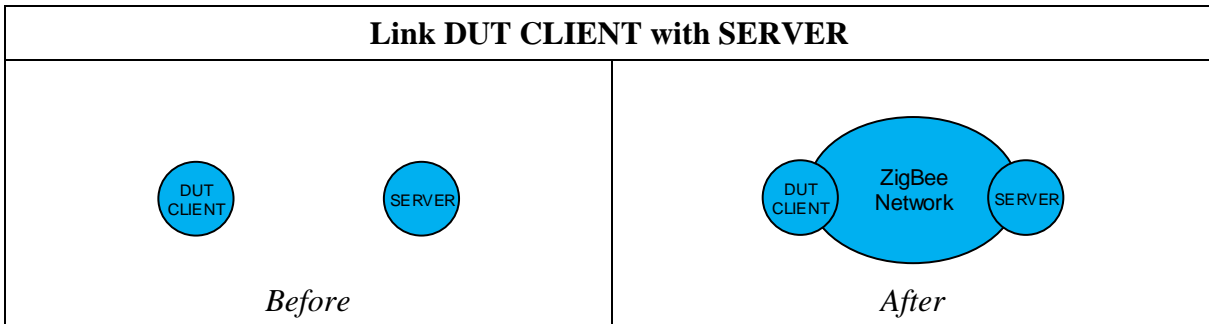 Link DUT CLIENT with SERVER
DUT
CLIENT
SERVER
Before
DUT
CLIENT
ZigBee
Network
SERVER
After